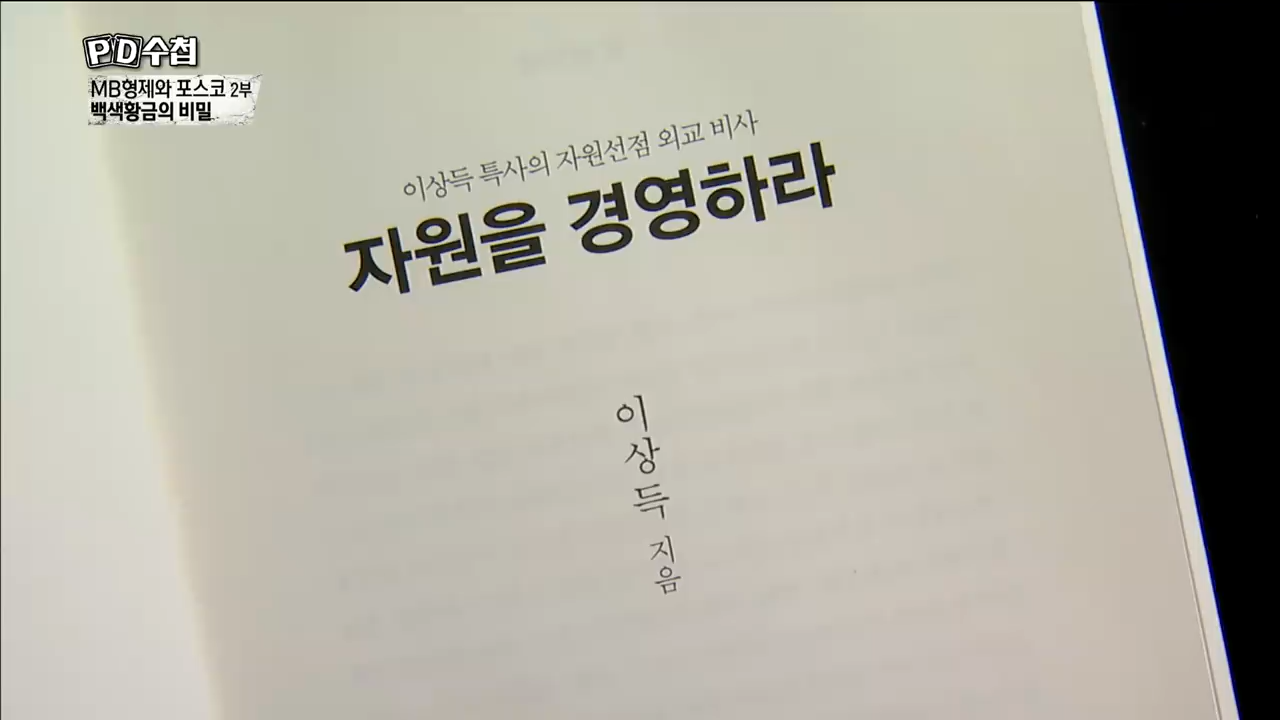 PD수첩
MB형제와 포스코 2부
백색황금의 비밀
이상득 특사의 자원선점 외교 비사
자원을 경영하라
이상득 지음